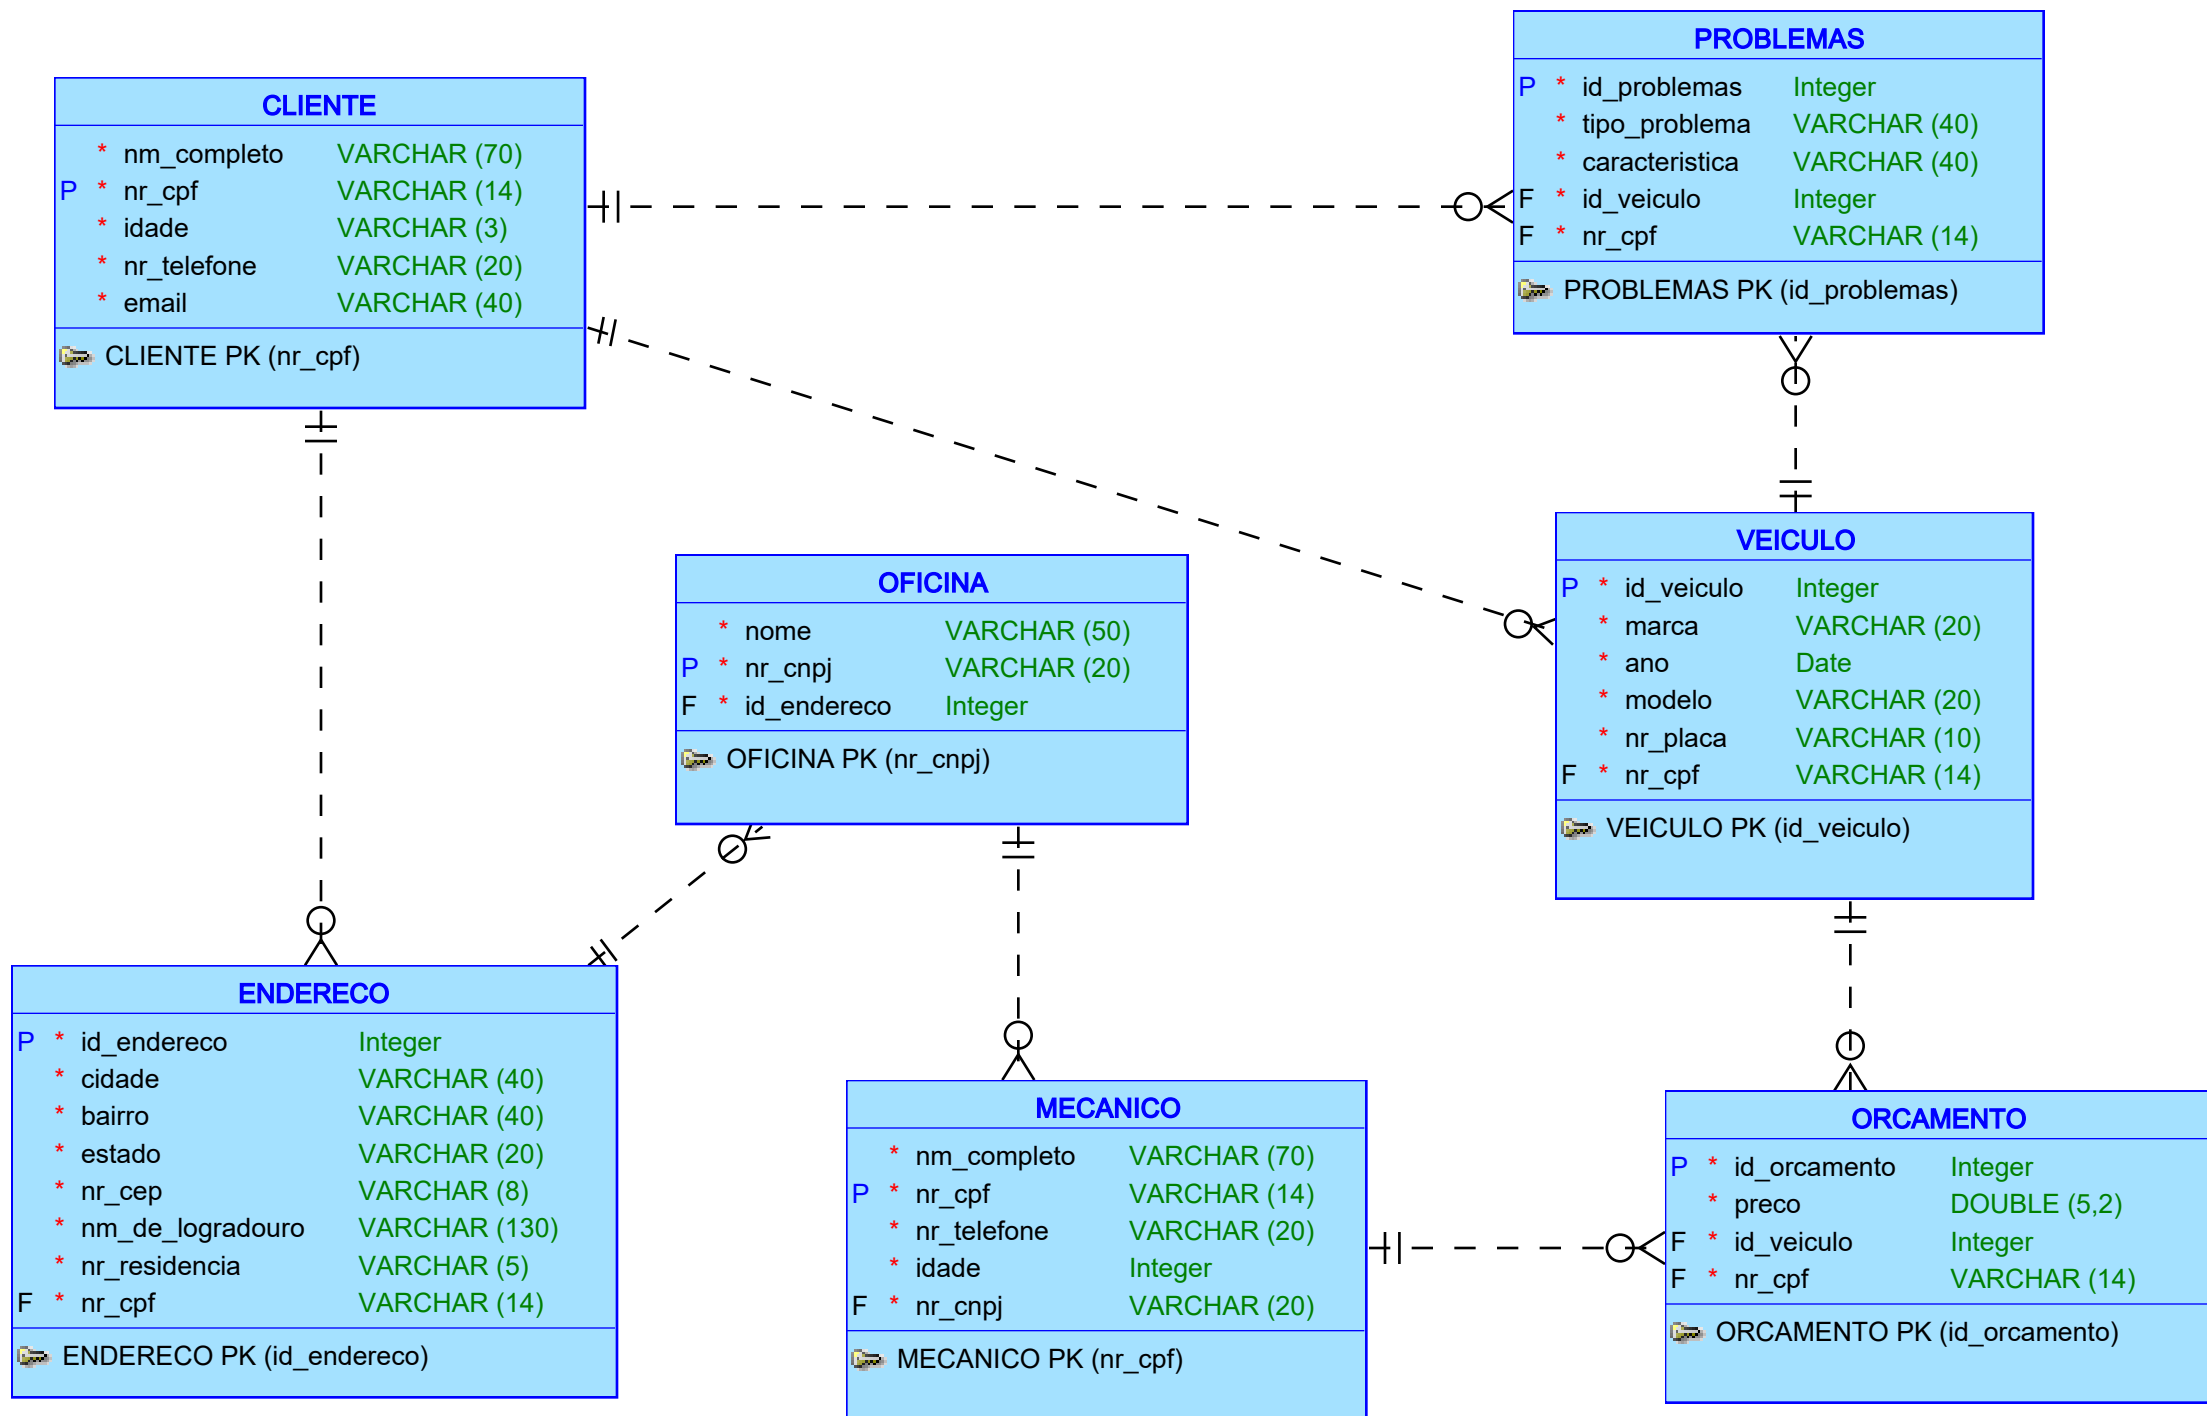 PROBLEMAS
P * id_problemas Integer
* tipo_problema VARCHAR (40)
* caracteristica VARCHAR (40)
F * id_veiculo Integer
F * nr_cpf VARCHAR (14)
PROBLEMAS PK (id_problemas)
CLIENTE
* nm_completo VARCHAR (70)
P * nr_cpf VARCHAR (14)
* idade VARCHAR (3)
* nr_telefone VARCHAR (20)
* email VARCHAR (40)
CLIENTE PK (nr_cpf)
VEICULO
P * id_veiculo Integer
* marca VARCHAR (20)
* ano Date
* modelo VARCHAR (20)
* nr_placa VARCHAR (10)
F * nr_cpf VARCHAR (14)
VEICULO PK (id_veiculo)
OFICINA
* nome VARCHAR (50)
P * nr_cnpj VARCHAR (20)
F * id_endereco Integer
OFICINA PK (nr_cnpj)
ENDERECO
P * id_endereco Integer
* cidade VARCHAR (40)
* bairro VARCHAR (40)
* estado VARCHAR (20)
* nr_cep VARCHAR (8)
* nm_de_logradouro VARCHAR (130)
* nr_residencia VARCHAR (5)
F * nr_cpf VARCHAR (14)
ENDERECO PK (id_endereco)
MECANICO
* nm_completo VARCHAR (70)
P * nr_cpf VARCHAR (14)
* nr_telefone VARCHAR (20)
* idade Integer
F * nr_cnpj VARCHAR (20)
MECANICO PK (nr_cpf)
ORCAMENTO
P * id_orcamento Integer
* preco DOUBLE (5,2)
F * id_veiculo Integer
F * nr_cpf VARCHAR (14)
ORCAMENTO PK (id_orcamento)